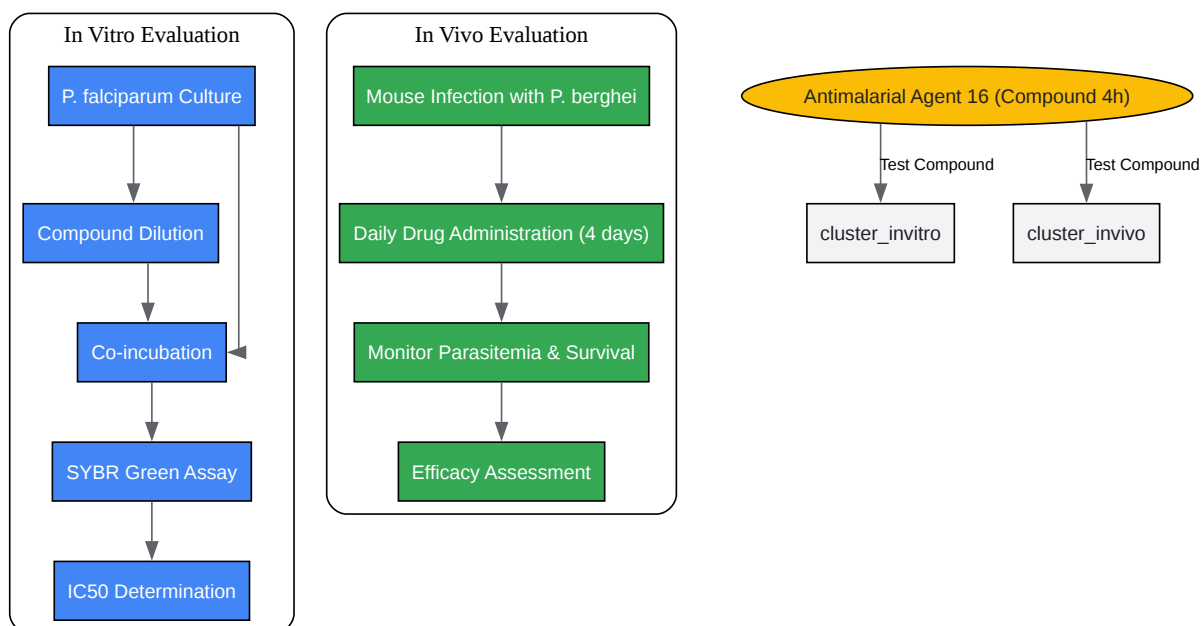 In Vitro Evaluation
P. falciparum Culture
Compound Dilution
Co-incubation
SYBR Green Assay
IC50 Determination
In Vivo Evaluation
Mouse Infection with P. berghei
Daily Drug Administration (4 days)
Monitor Parasitemia & Survival
Efficacy Assessment
Antimalarial Agent 16 (Compound 4h)
Test Compound
Test Compound
cluster_invitro
cluster_invivo